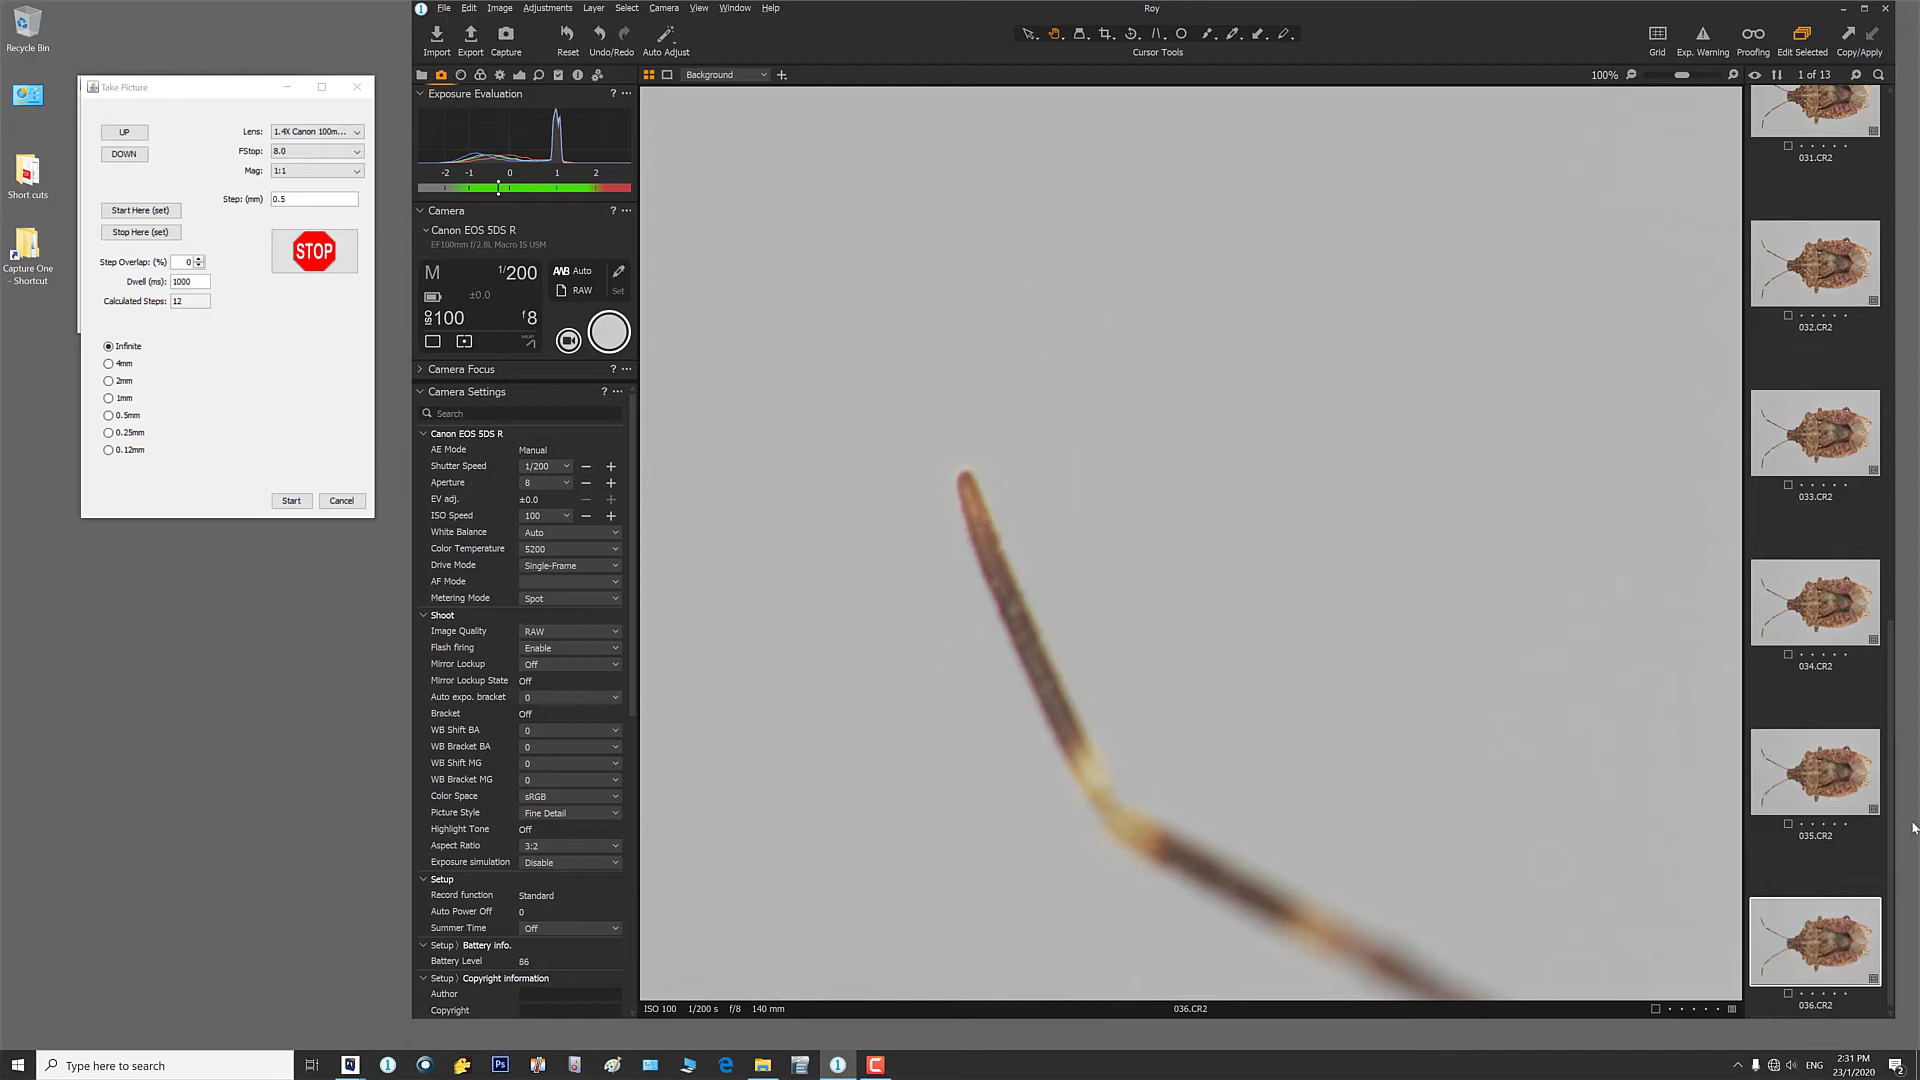 Recycle Bin
Short cuts
Capture One
- Shortcut
Take Picture
UP
DOWN
Lens: 1.4X Canon 100m...
FStop: 8.0
Mag: 1:1
Step: (mm) 0.5
Start Here (set)
Stop Here (set)
STOP
Step Overlap: (%) 0
Dwell (ms): 1000
Calculated Steps: 12
Infinite
4mm
2mm
1mm
0.5mm
0.25mm
0.12mm
Start Cancel
File Edit Image Adjustments Layer Select Camera View Window Help
Roy
Import Export Capture Reset Undo/Redo Auto Adjust
Cursor Tools
Grid Exp. Warning Proofing Edit Selected Copy/Apply
Background
100%
1 of 13
Exposure Evaluation ? ...
-2 -1 0 1 2
Camera ? ...
Canon EOS 5DS R
EF100mm f/2.8L Macro IS USM
M 1/200
±0.0
ISO 100 f 8
AWB Auto
RAW
Set
Camera Focus ? ...
Camera Settings ? ...
Search
Canon EOS 5DS R
AE Mode Manual
Shutter Speed 1/200
Aperture 8
EV adj. ±0.0
ISO Speed 100
White Balance Auto
Color Temperature 5200
Drive Mode Single-Frame
AF Mode
Metering Mode Spot
Shoot
Image Quality RAW
Flash firing Enable
Mirror Lockup Off
Mirror Lockup State Off
Auto expo. bracket 0
Bracket Off
WB Shift BA 0
WB Bracket BA 0
WB Shift MG 0
WB Bracket MG 0
Color Space sRGB
Picture Style Fine Detail
Highlight Tone Off
Aspect Ratio 3:2
Exposure simulation Disable
Setup
Record function Standard
Auto Power Off 0
Summer Time Off
Setup 〉 Battery info.
Battery Level 86
Setup 〉 Copyright information
Author
Copyright
ISO 100 1/200 s f/8 140 mm
036.CR2
031.CR2
032.CR2
033.CR2
034.CR2
035.CR2
036.CR2
Type here to search
Ps
ENG
2:31 PM
23/1/2020
2